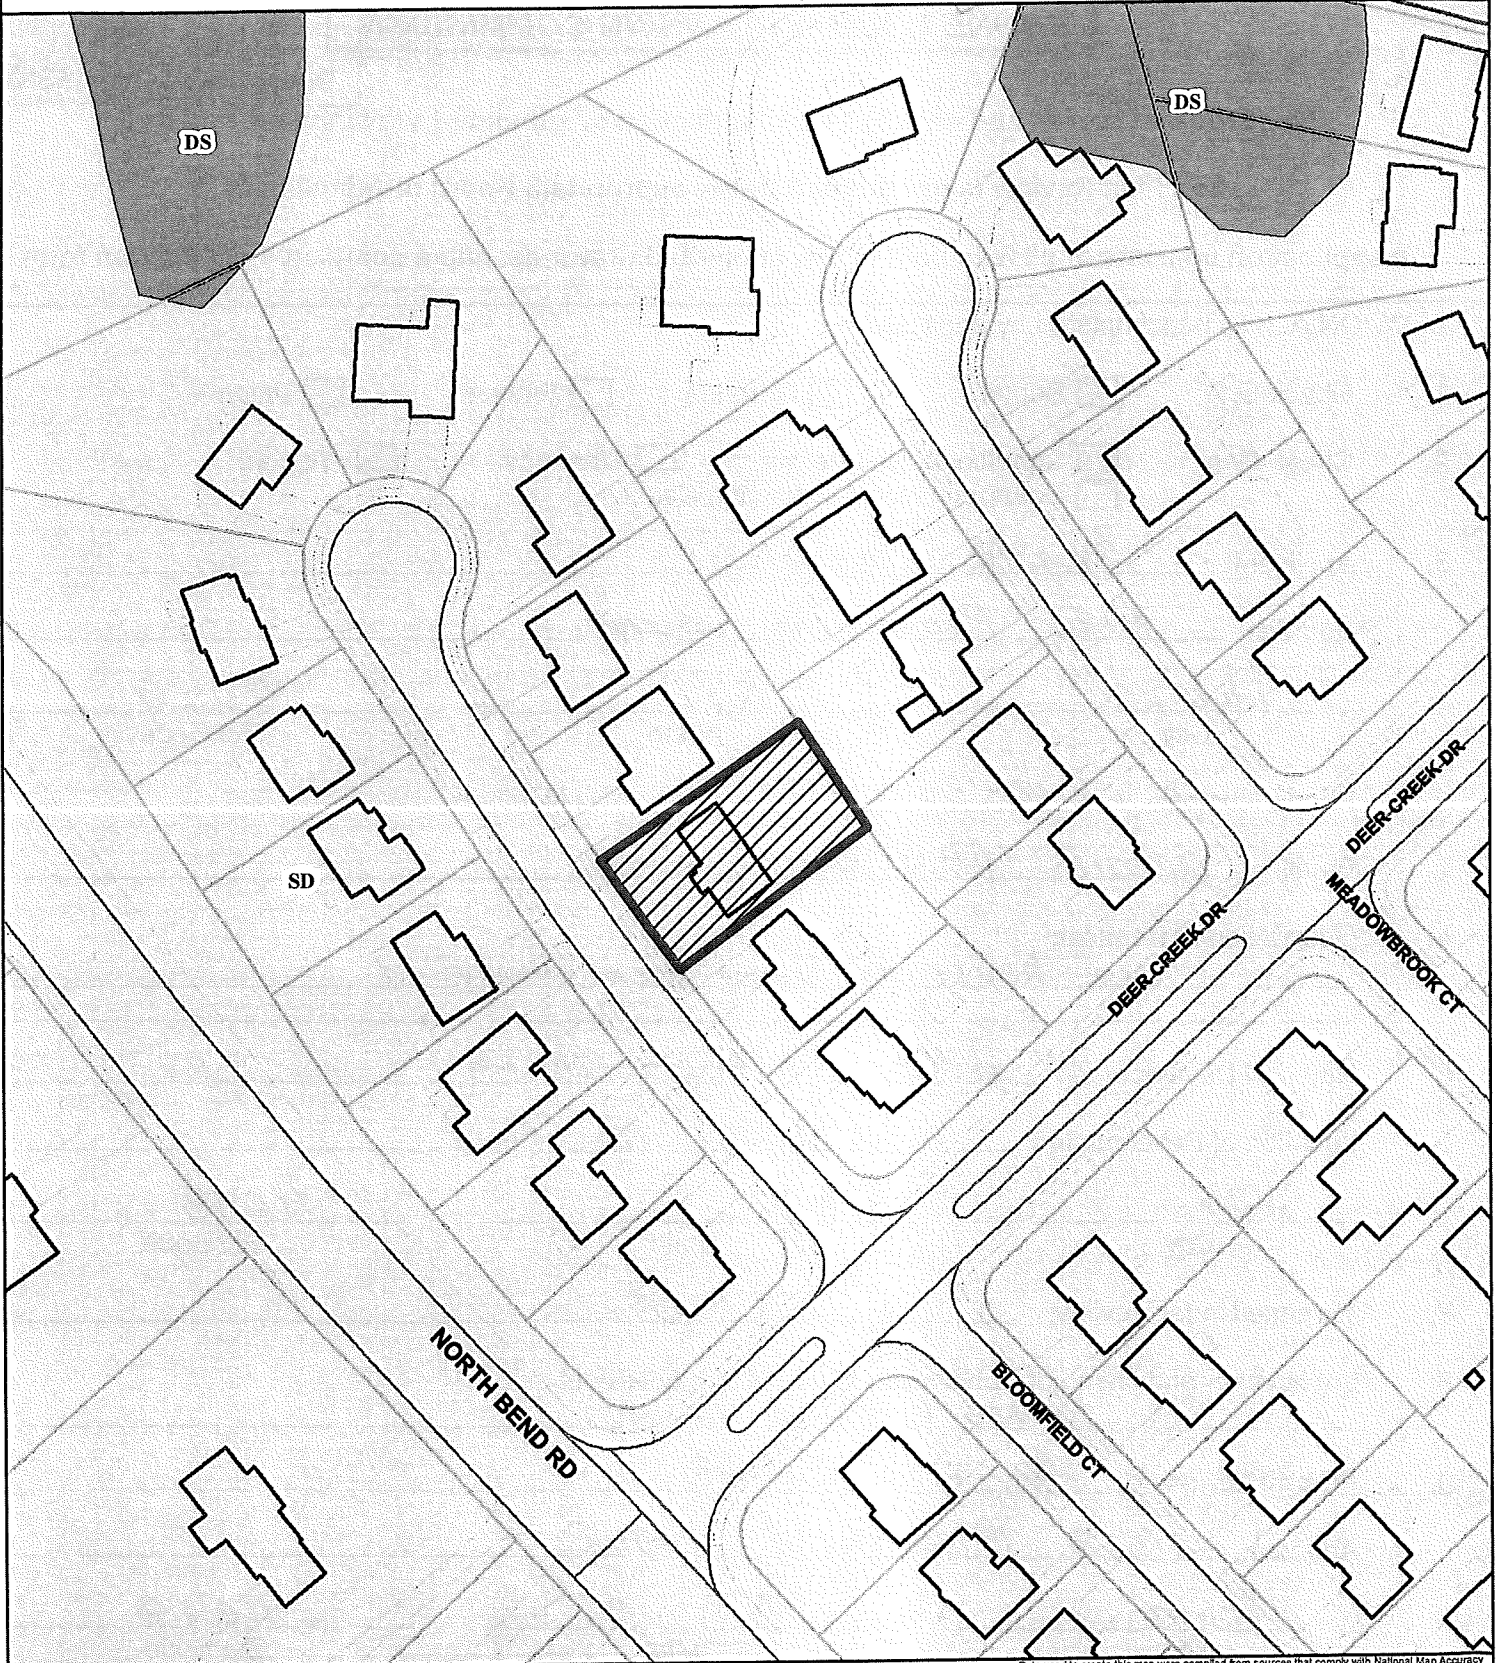 DS
DS
SD
DEER CREEK DR
MEADOWBROOK CT
DEER CREEK DR
NORTH BEND RD
BLOOMFIELD CT
this map were compiled from sources that comply with National Map Accuracy